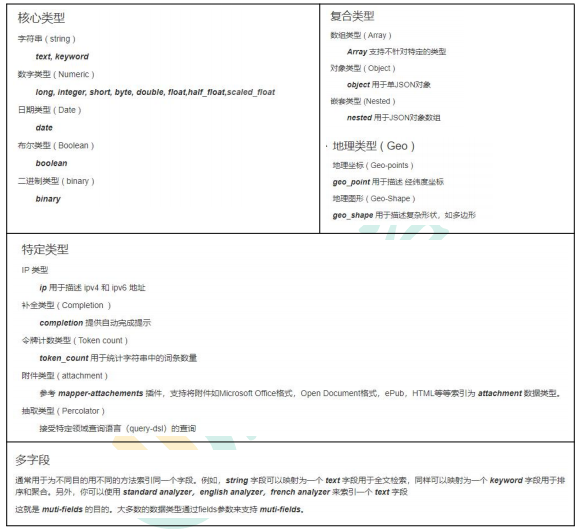 核心类型
字符串 ( string )
text, keyword
数字类型 ( Numeric )
long, integer, short, byte, double, float,half_float,scaled_float
日期类型 ( Date )
date
布尔类型 ( Boolean )
boolean
二进制类型 ( binary )
binary
复合类型
数组类型 ( Array )
Array 支持不针对特定的类型
对象类型 ( Object )
object 用于单JSON对象
嵌套类型 (Nested )
nested 用于JSON对象数组
· 地理类型 ( Geo )
地理坐标 ( Geo-points )
geo_point 用于描述 经纬度坐标
地理图形 ( Geo-Shape )
geo_shape 用于描述复杂形状，如多边形
特定类型
IP 类型
ip 用于描述 ipv4 和 ipv6 地址
补全类型 ( Completion )
completion 提供自动完成提示
令牌计数类型 ( Token count )
token_count 用于统计字符串中的词条数量
附件类型 ( attachment )
参考 mapper-attachements 插件，支持将附件如Microsoft Office格式，Open Document格式，ePub，HTML等等索引为 attachment 数据类型。
抽取类型 ( Percolator )
接受特定领域查询语言（query-dsl）的查询
多字段
通常用于为不同目的用不同的方法索引同一个字段。例如，string 字段可以映射为一个 text 字段用于全文检索，同样可以映射为一个 keyword 字段用于排
序和聚合。另外，你可以使用 standard analyzer，english analyzer，french analyzer 来索引一个 text 字段
这就是 muti-fields 的目的。大多数的数据类型通过fields参数来支持 muti-fields。